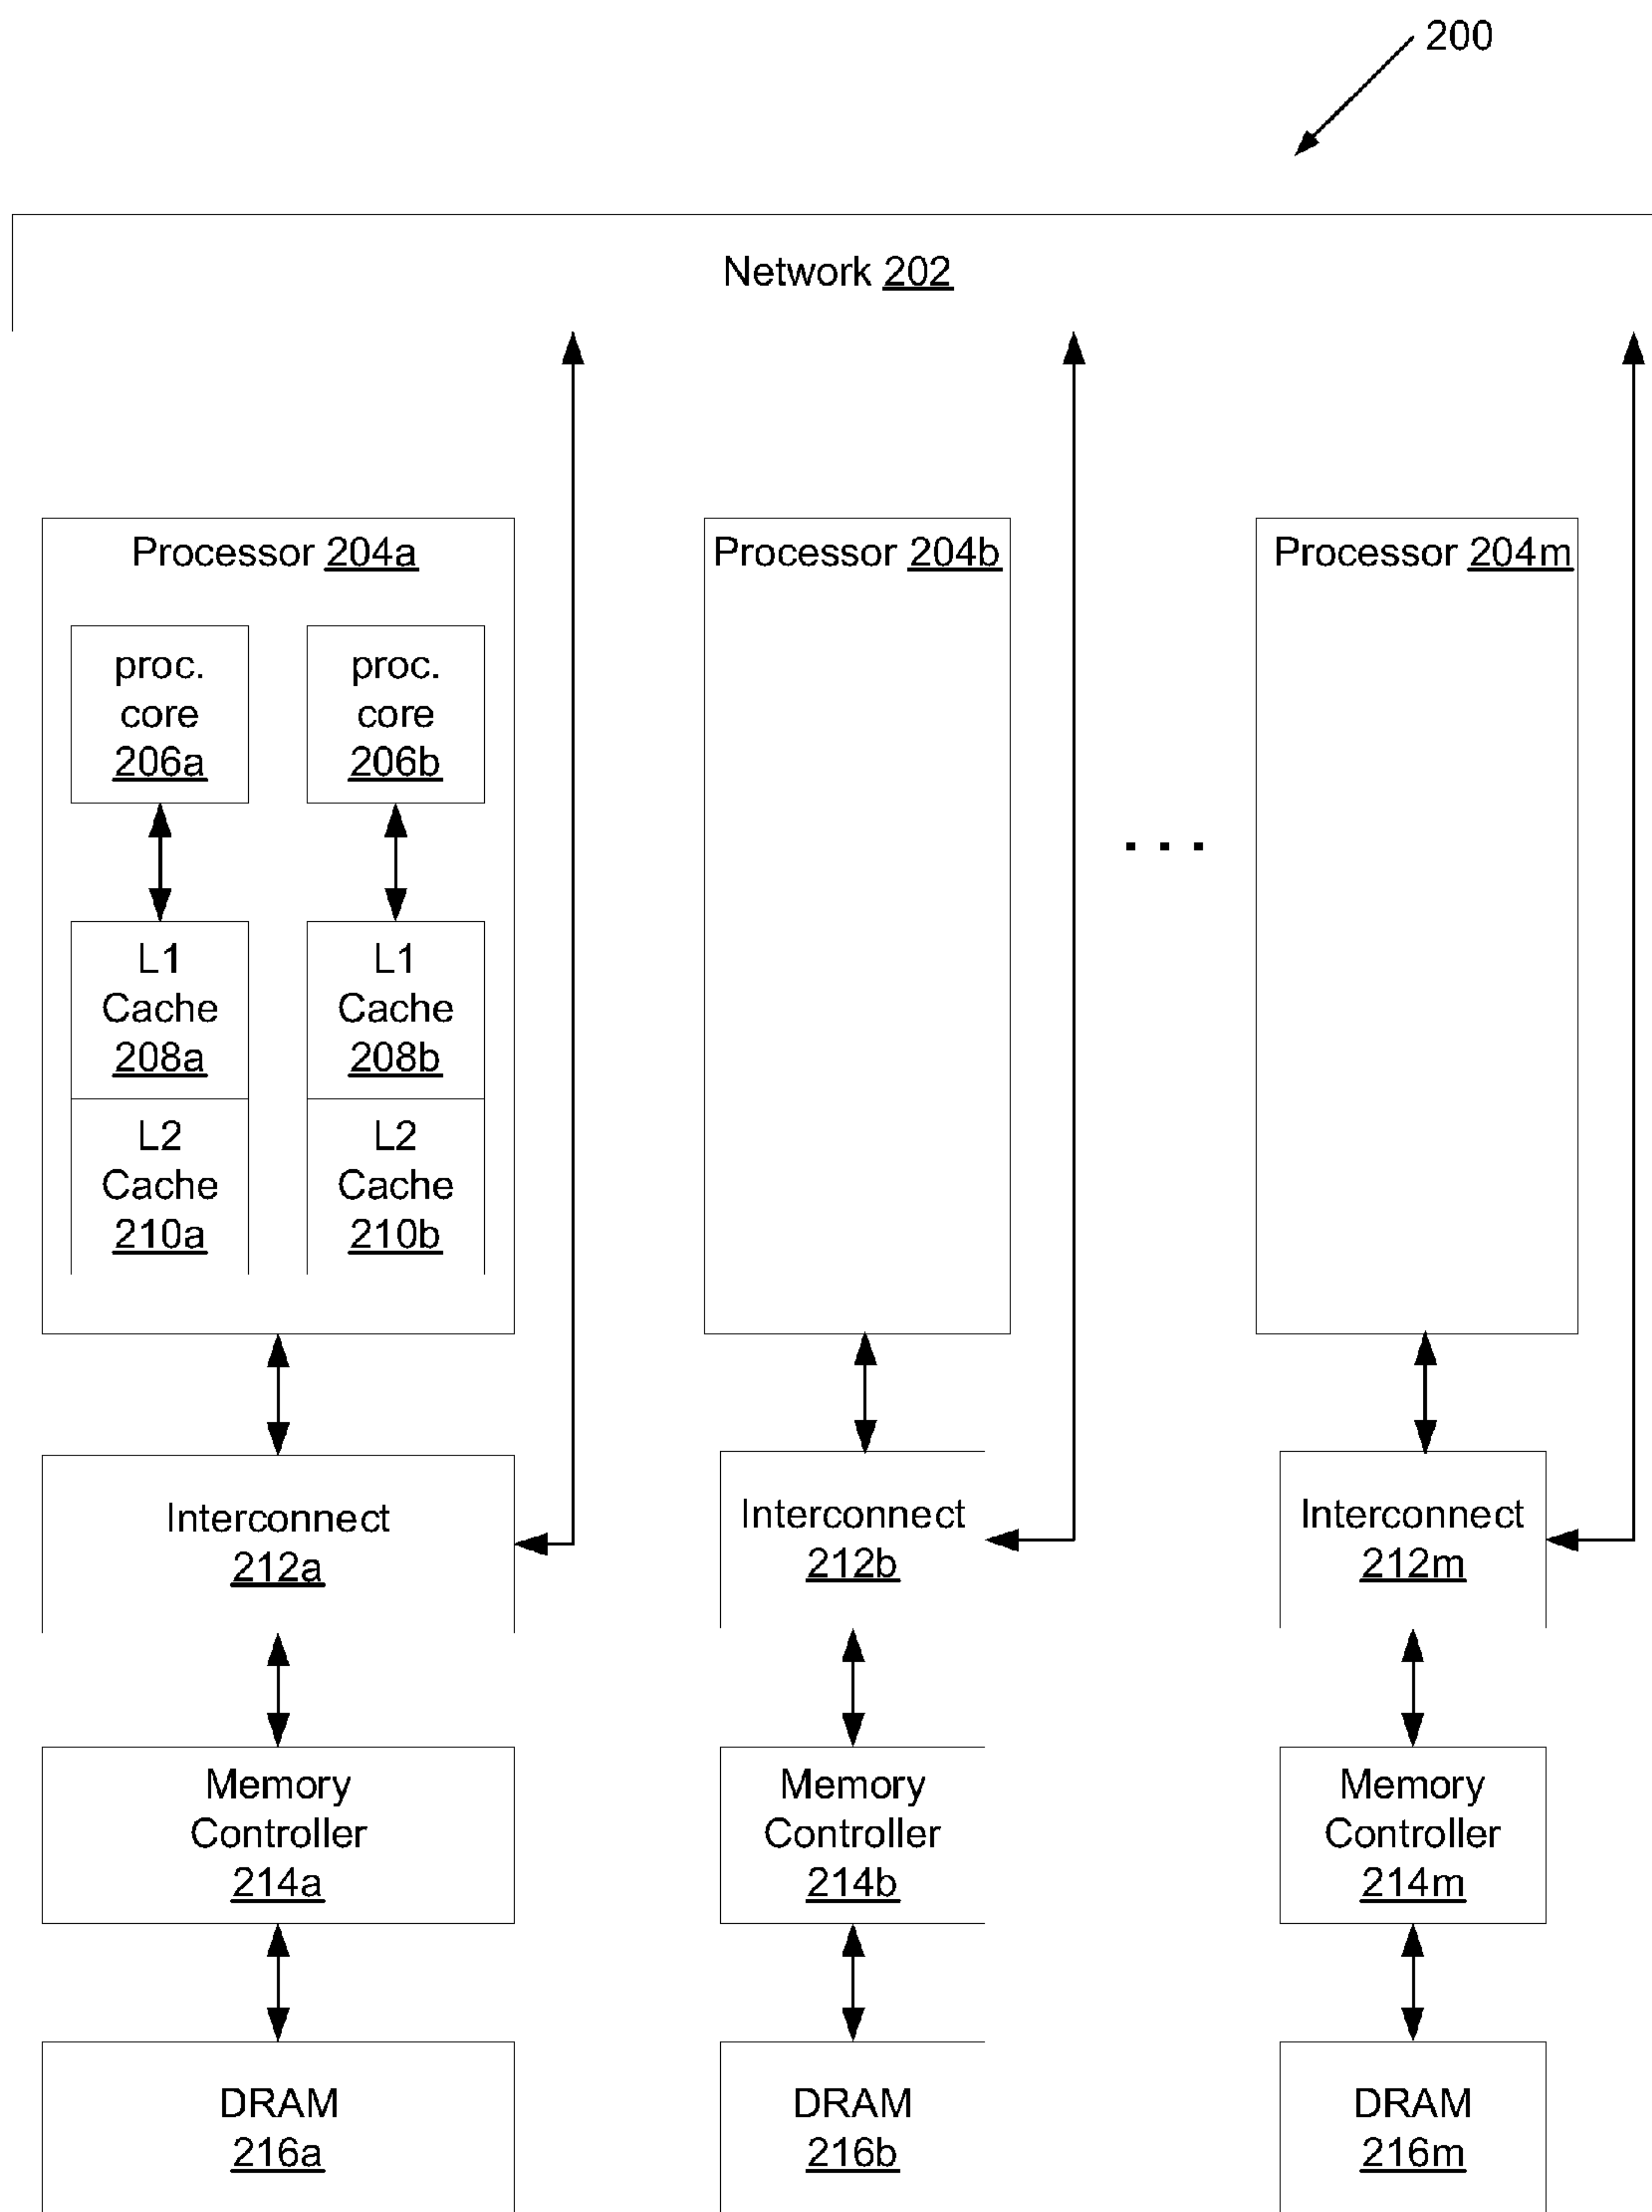 200
Network 202
Processor 204a
Processor 204b
Processor 204m
proc.
core
206a
proc.
core
206b
. . .
L1
Cache
208a
L1
Cache
208b
L2
Cache
210a
L2
Cache
210b
Interconnect
212a
Interconnect
212b
Interconnect
212m
Memory
Controller
214a
Memory
Controller
214b
Memory
Controller
214m
DRAM
216a
DRAM
216b
DRAM
216m